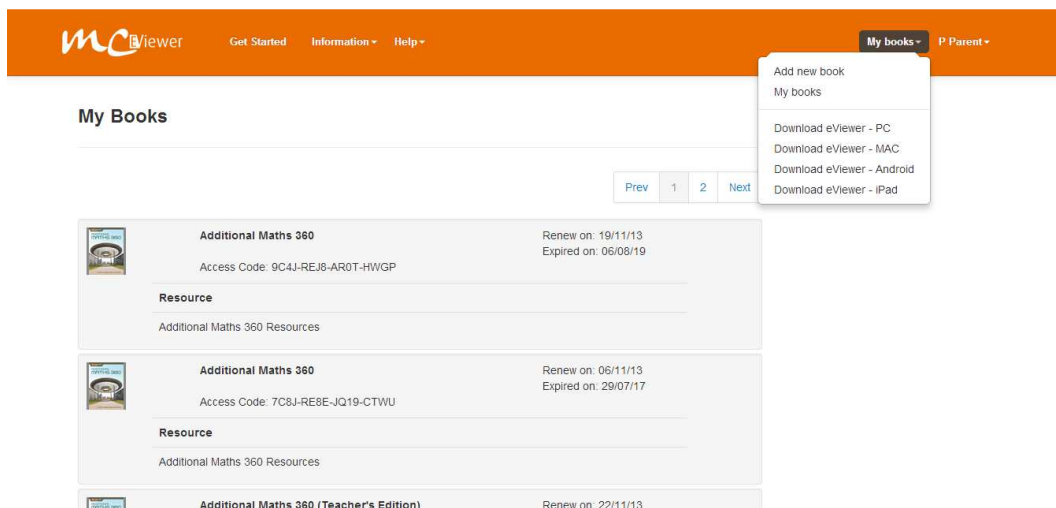 MCEViewer
Get Started Information Help
My books P Parent
Add new book
My books
Download eViewer - PC
Download eViewer - MAC
Download eViewer - Android
Download eViewer - iPad
My Books
Prev 1 2 Next
Additional Maths 360 Renew on: 19/11/13
Expired on: 06/08/19
Access Code: 9C4J-REJ8-AR0T-HWGP
Resource
Additional Maths 360 Resources
Additional Maths 360 Renew on: 06/11/13
Expired on: 29/07/17
Access Code: 7C8J-RE8E-JQ19-CTWU
Resource
Additional Maths 360 Resources
Additional Maths 360 (Teacher's Edition) Renew on: 22/11/13